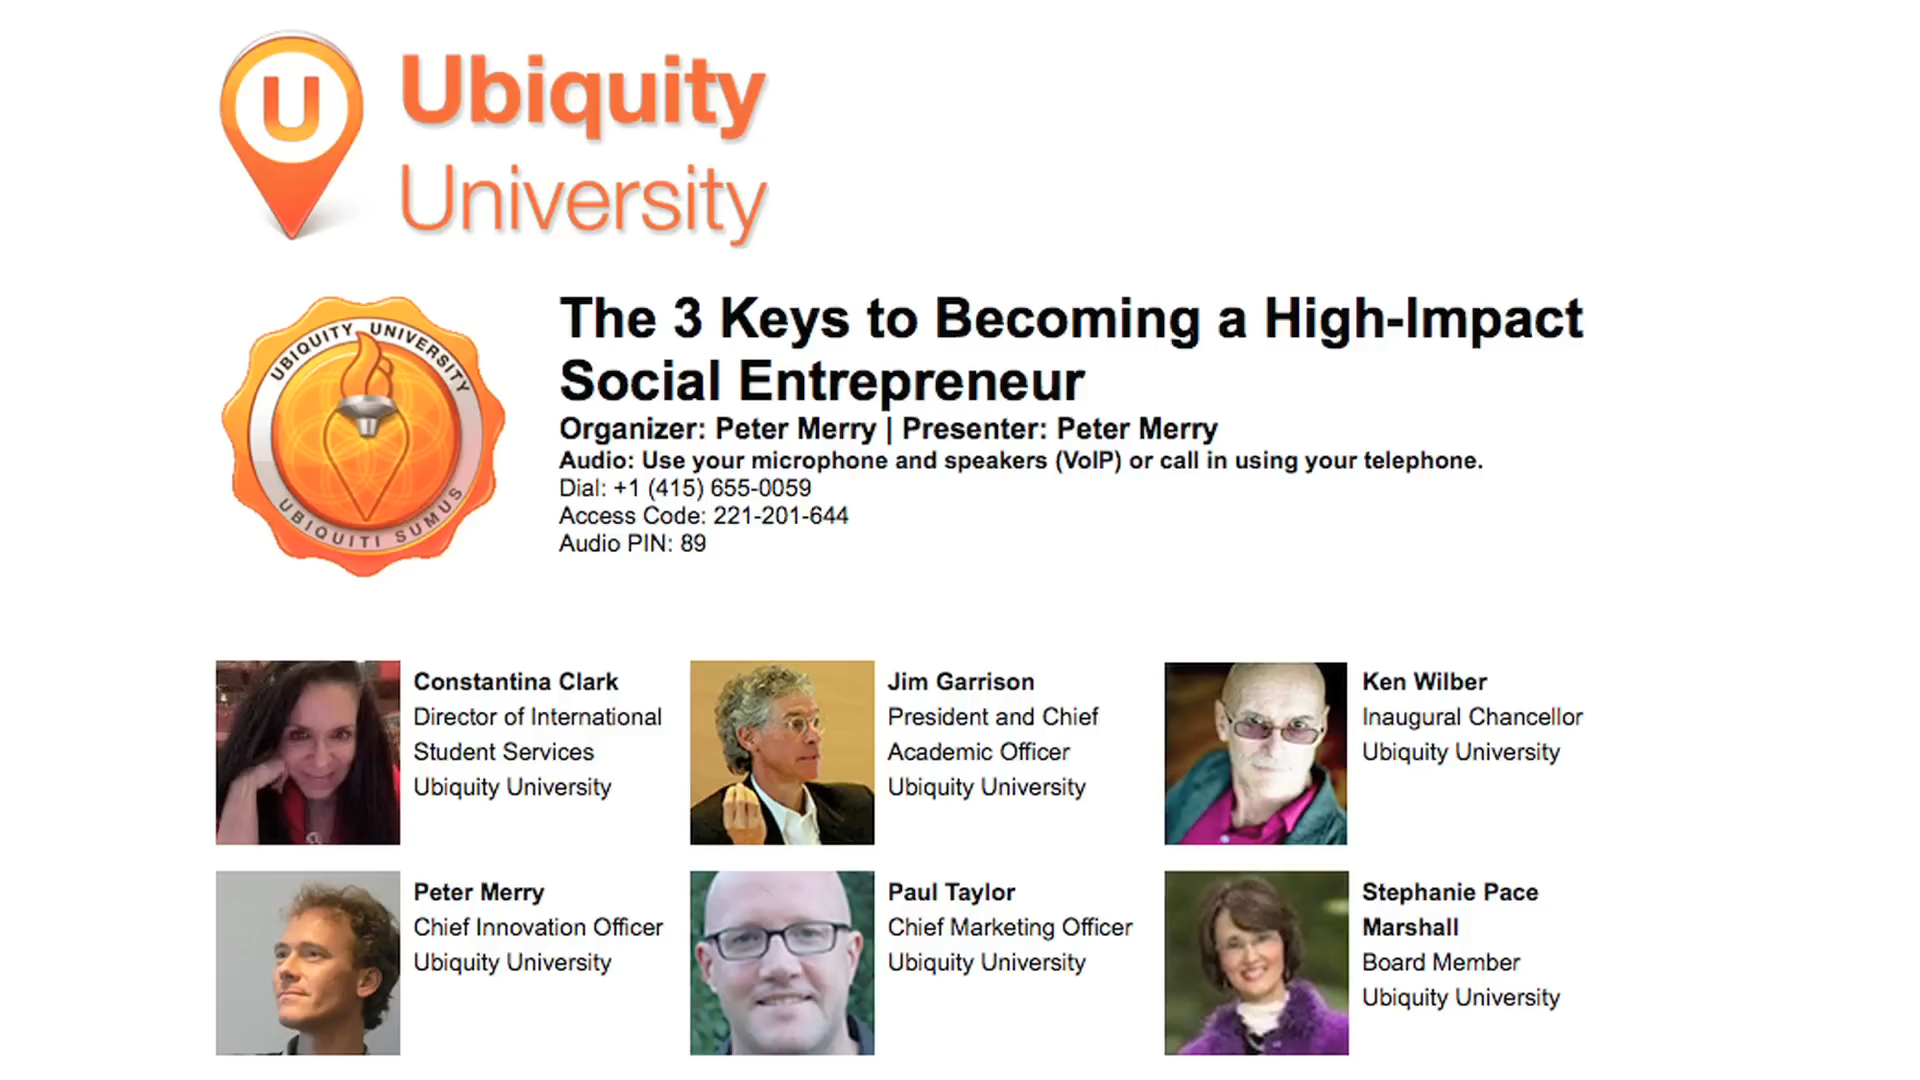 U
Ubiquity
University
UBIQUITY UNIVERSITY
UBIQUITI SUMUS
The 3 Keys to Becoming a High-Impact
Social Entrepreneur
Organizer: Peter Merry | Presenter: Peter Merry
Audio: Use your microphone and speakers (VoIP) or call in using your telephone.
Dial: +1 (415) 655-0059
Access Code: 221-201-644
Audio PIN: 89
Constantina Clark
Director of International
Student Services
Ubiquity University
Jim Garrison
President and Chief
Academic Officer
Ubiquity University
Ken Wilber
Inaugural Chancellor
Ubiquity University
Peter Merry
Chief Innovation Officer
Ubiquity University
Paul Taylor
Chief Marketing Officer
Ubiquity University
Stephanie Pace
Marshall
Board Member
Ubiquity University